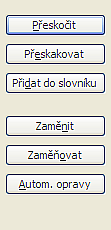 Přeskočit
Přeskakovat
Přidat do slovníku
Zaměnit
Zaměňovat
Autom. opravy